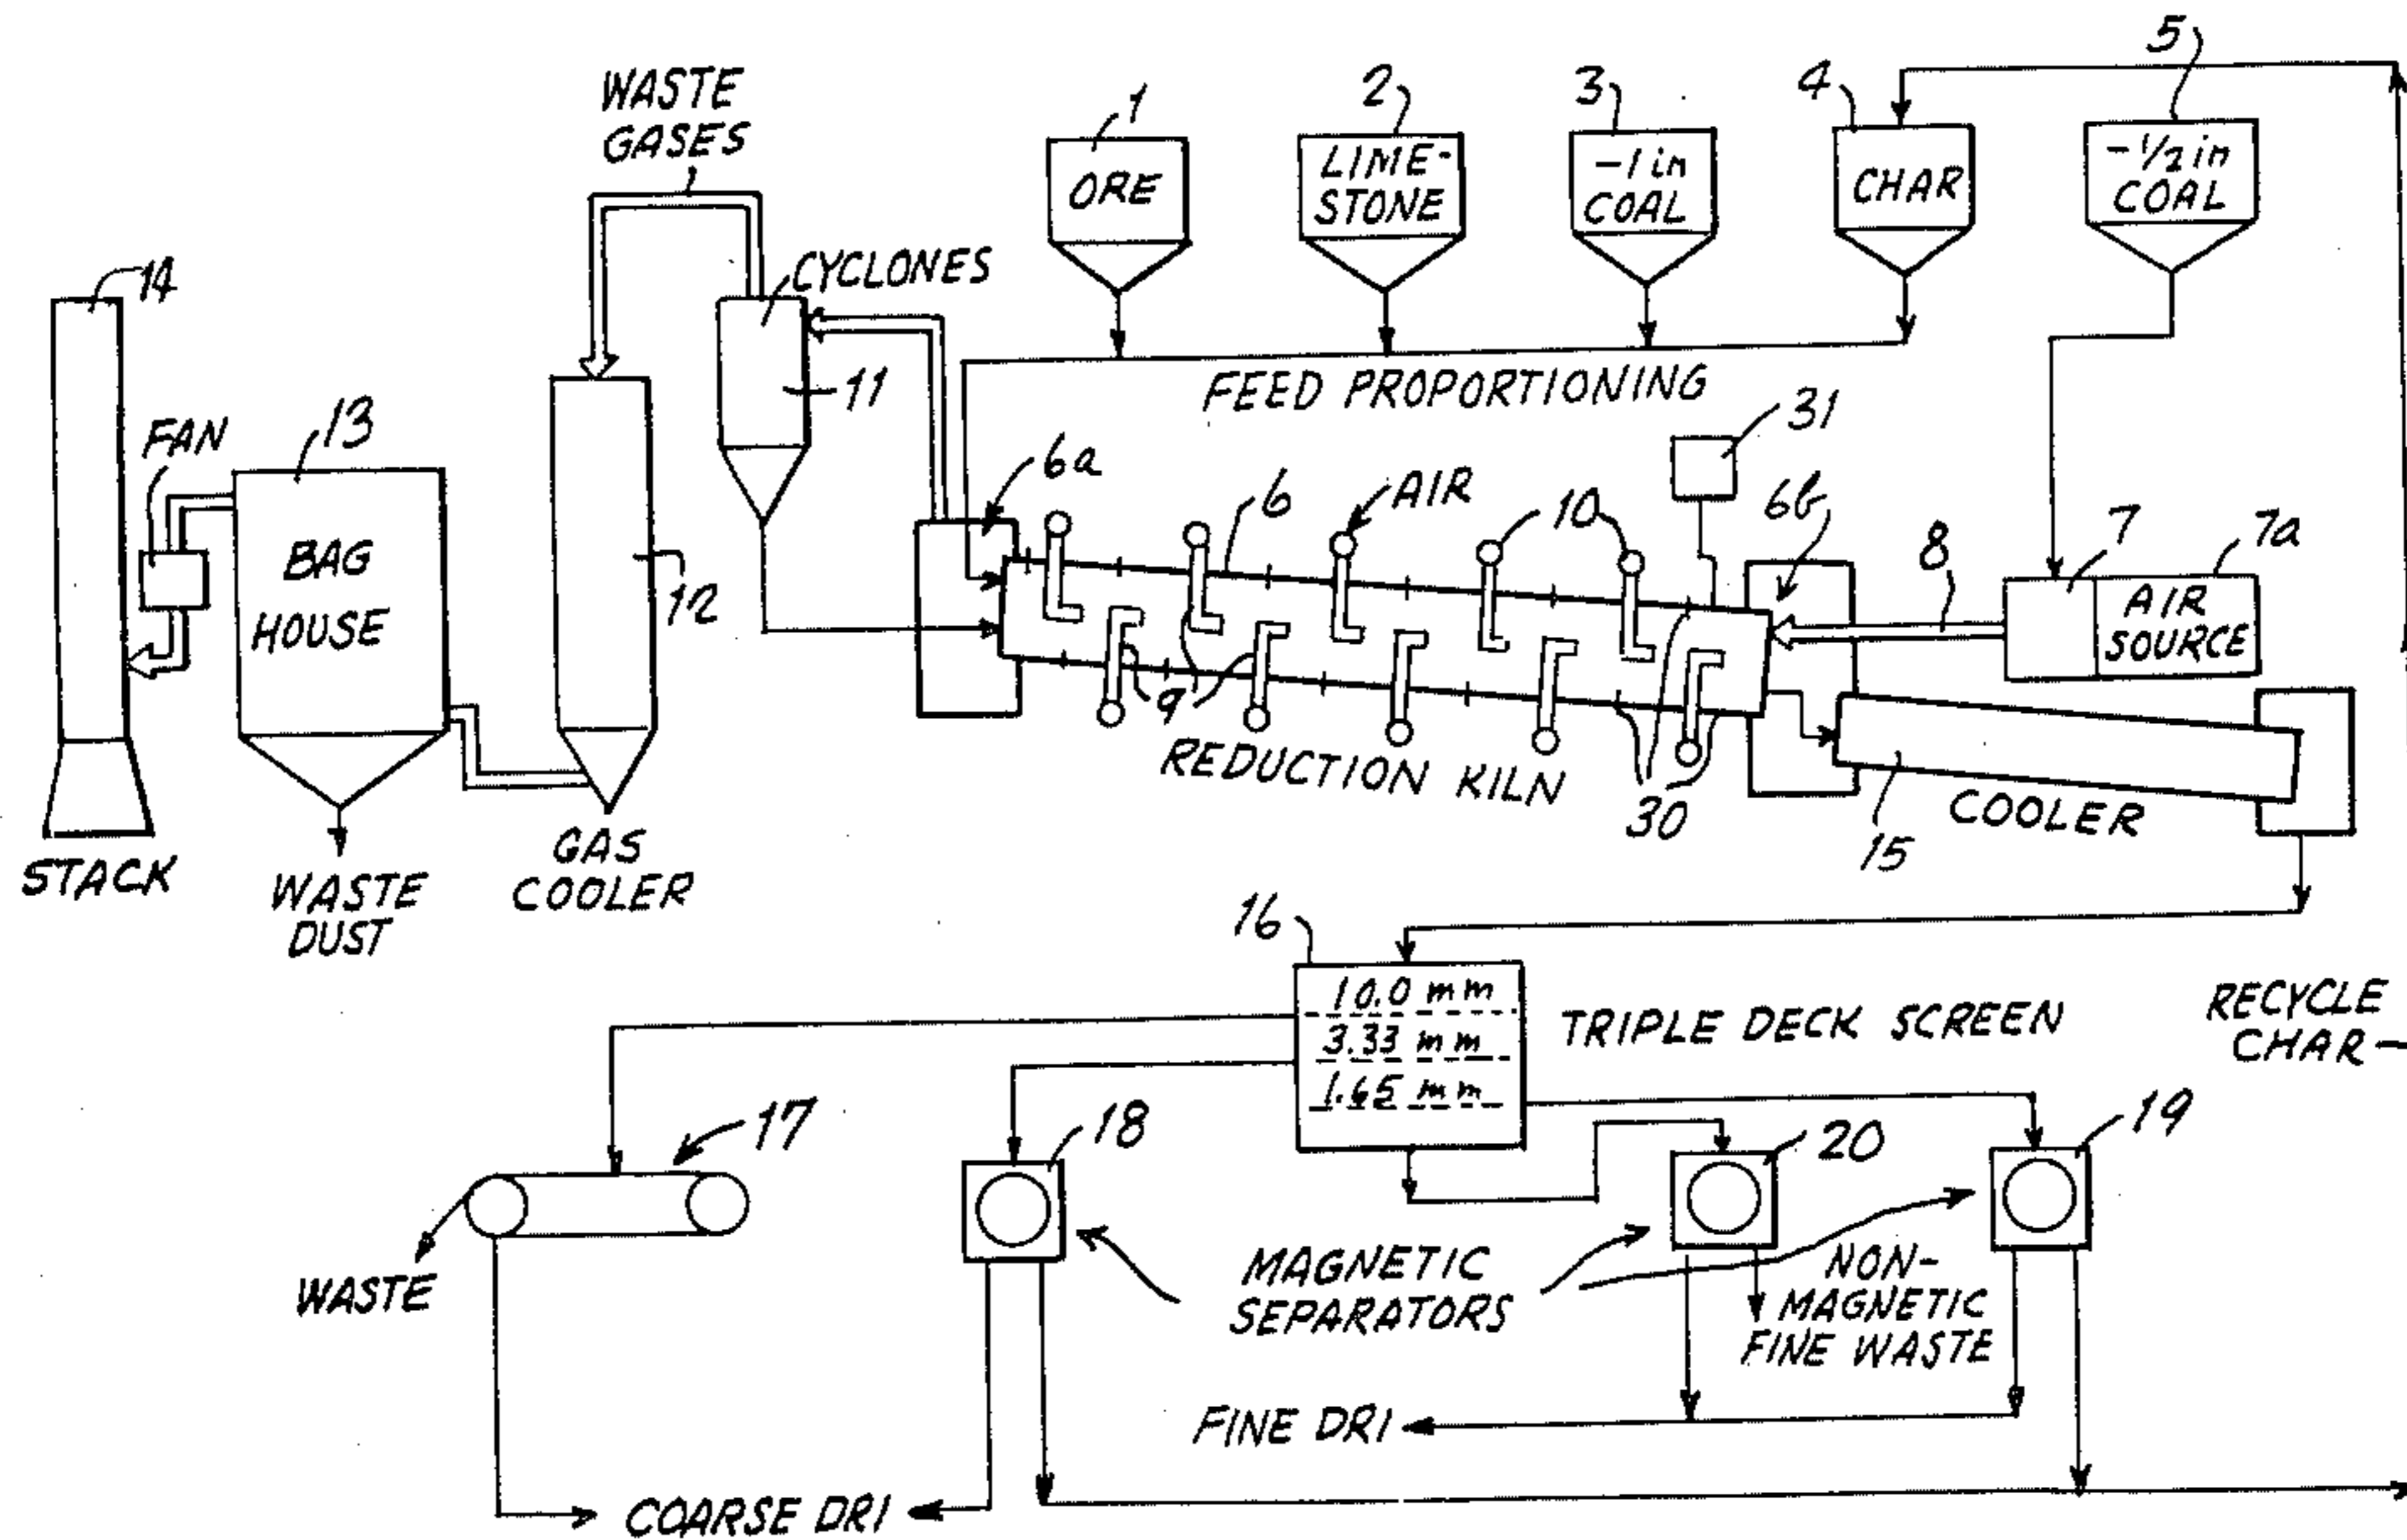 5
WASTE
GASES
1
2
3
4
ORE
LIME-
STONE
-1 in
COAL
CHAR
-1/2 in
COAL
14
CYCLONES
11
FEED PROPORTIONING
31
FAN
13
6a
6
AIR
10
6b
7
7a
8
BAG
HOUSE
12
AIR
SOURCE
9
REDUCTION KILN
30
COOLER
15
STACK
WASTE
DUST
GAS
COOLER
16
10.0 mm
3.33 mm
1.65 mm
TRIPLE DECK SCREEN
RECYCLE
CHAR
17
18
20
19
WASTE
MAGNETIC
SEPARATORS
NON-
MAGNETIC
FINE WASTE
FINE DRI
COARSE DRI